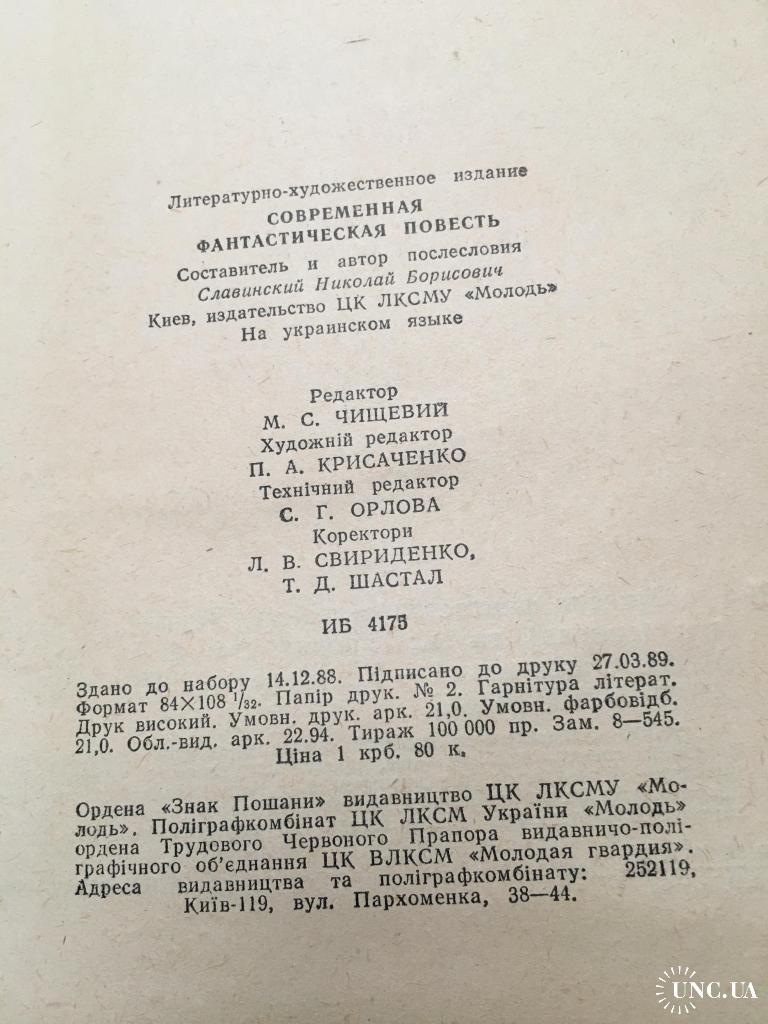 Литературно-художественное издание
СОВРЕМЕННАЯ
ФАНТАСТИЧЕСКАЯ ПОВЕСТЬ
Составитель и автор послесловия
Славинский Николай Борисович
Киев, издательство ЦК ЛКСМУ «Молодь»
На украинском языке
Редактор
М. С. ЧИЩЕВИЙ
Художній редактор
П. А. КРИСАЧЕНКО
Технічний редактор
С. Г. ОРЛОВА
Коректори
Л. В. СВИРИДЕНКО,
Т. Д. ШАСТАЛ
ИБ 4175
Здано до набору 14.12.88. Підписано до друку 27.03.89.
Формат 84×108 1/32. Папір друк. № 2. Гарнітура літерат.
Друк високий. Умовн. друк. арк. 21,0. Умовн. фарбовідб.
21,0. Обл.-вид. арк. 22.94. Тираж 100 000 пр. Зам. 8—545.
Ціна 1 крб. 80 к.
Ордена «Знак Пошани» видавництво ЦК ЛКСМУ «Мо-
лодь». Поліграфкомбінат ЦК ЛКСМ України «Молодь»
ордена Трудового Червоного Прапора видавничо-полі-
графічного об’єднання ЦК ВЛКСМ «Молодая гвардия».
Адреса видавництва та поліграфкомбінату: 252119,
Київ-119, вул. Пархоменка, 38—44.
UNC.UA